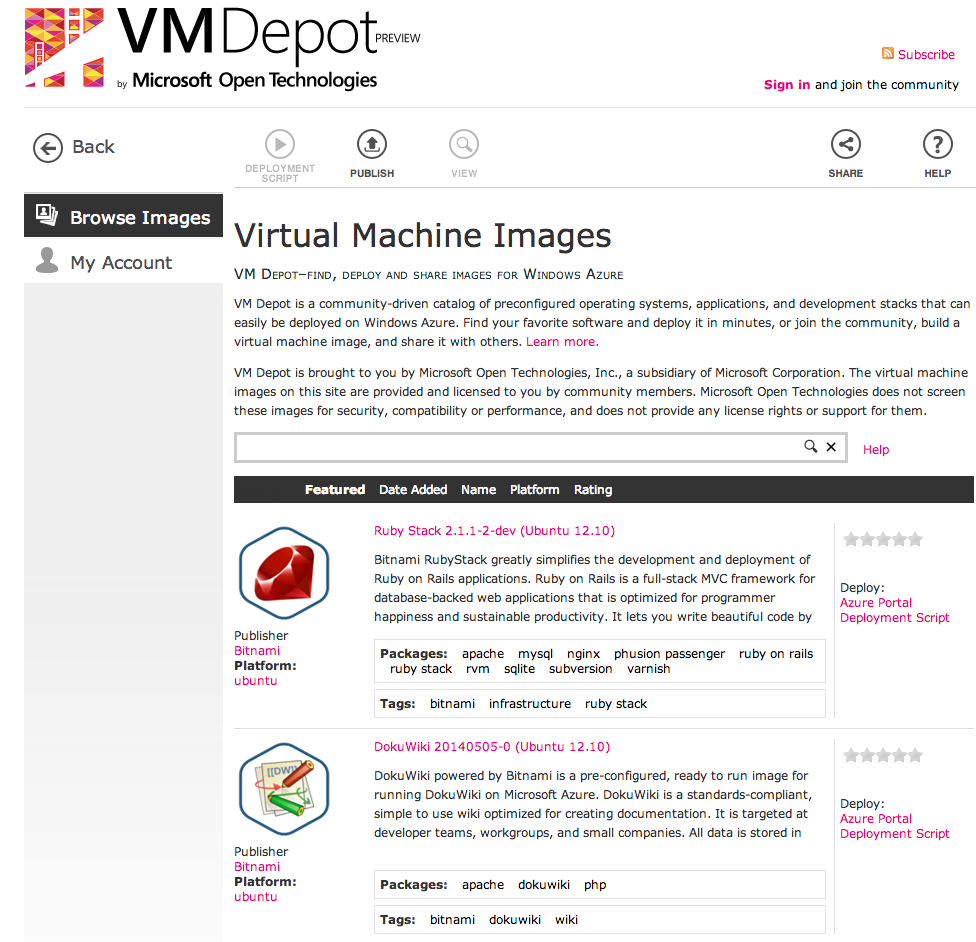 VMDepot PREVIEW
by Microsoft Open Technologies
Subscribe
Sign in and join the community
Back
DEPLOYMENT
SCRIPT
PUBLISH
VIEW
SHARE
HELP
Browse Images
My Account
Virtual Machine Images
VM Depot–find, deploy and share images for Windows Azure
VM Depot is a community-driven catalog of preconfigured operating systems, applications, and development stacks that can
easily be deployed on Windows Azure. Find your favorite software and deploy it in minutes, or join the community, build a
virtual machine image, and share it with others. Learn more.
VM Depot is brought to you by Microsoft Open Technologies, Inc., a subsidiary of Microsoft Corporation. The virtual machine
images on this site are provided and licensed to you by community members. Microsoft Open Technologies does not screen
these images for security, compatibility or performance, and does not provide any license rights or support for them.
Help
Featured Date Added Name Platform Rating
Ruby Stack 2.1.1-2-dev (Ubuntu 12.10)
Bitnami RubyStack greatly simplifies the development and deployment of
Ruby on Rails applications. Ruby on Rails is a full-stack MVC framework for
database-backed web applications that is optimized for programmer
happiness and sustainable productivity. It lets you write beautiful code by
Publisher
Bitnami
Platform:
ubuntu
Packages: apache mysql nginx phusion passenger ruby on rails
ruby stack rvm sqlite subversion varnish
Tags: bitnami infrastructure ruby stack
Deploy:
Azure Portal
Deployment Script
DokuWiki 20140505-0 (Ubuntu 12.10)
[[DW]]
DokuWiki powered by Bitnami is a pre-configured, ready to run image for
running DokuWiki on Microsoft Azure. DokuWiki is a standards-compliant,
simple to use wiki optimized for creating documentation. It is targeted at
developer teams, workgroups, and small companies. All data is stored in
Publisher
Bitnami
Platform:
ubuntu
Packages: apache dokuwiki php
Tags: bitnami dokuwiki wiki
Deploy:
Azure Portal
Deployment Script